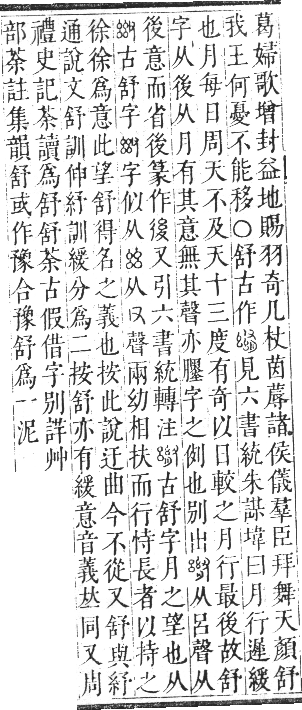 葛婦歌增封益地賜羽奇几杖茵蓐諸侯儀羣臣拜舞天顏舒
我王何憂不能移○舒古作見六書統朱謀㙔曰月行遲緩
也月每日周天不及天十三度有奇以日較之月行最後故舒
字从後从月有其意無其聲亦臞字之例也別出从呂聲从
後意而省後篆作後又引六書統轉注古舒字月之望也从
古舒字字似从从㕛聲兩幼相扶而行恃長者以持之
徐徐爲意此望舒得名之義也按此說迂曲今不從又舒與紓
通說文舒訓伸紓訓緩分爲二按舒亦有緩意音義𠀤同又周
禮史記荼讀爲舒舒荼古假借字別詳艸
部荼註集韻舒或作豫合豫舒爲一泥